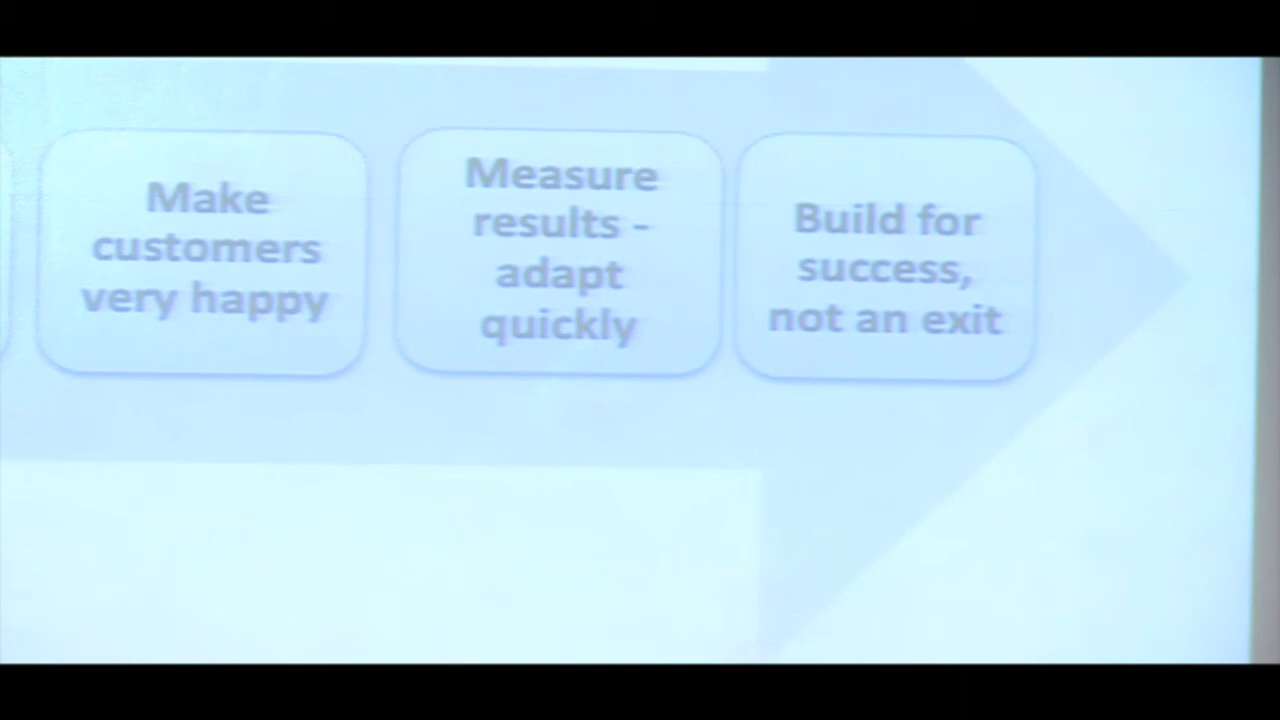 Make
customers
very happy
Measure
results -
adapt
quickly
Build for
success,
not an exit